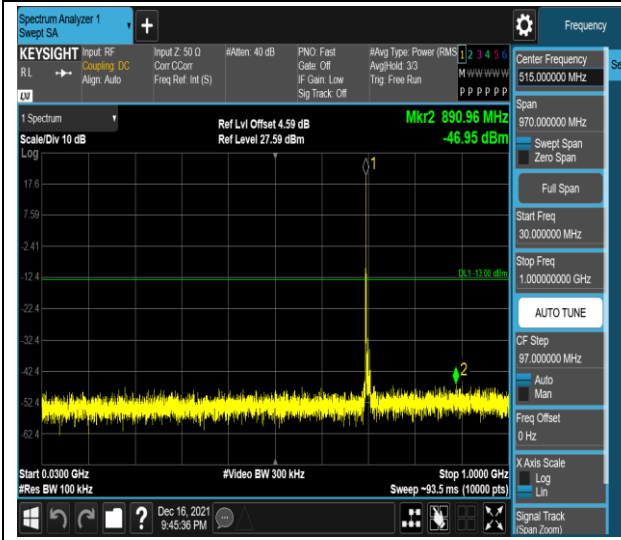 Spectrum Analyzer 1
Swept SA
+
Frequency
KEYSIGHT
RL
LXI
Input: RF
Coupling: DC
Align: Auto
Input Z: 50 Ω
Corr CCorr
Freq Ref: Int (S)
#Atten: 40 dB
PNO: Fast
Gate: Off
IF Gain: Low
Sig Track: Off
#Avg Type: Power (RMS
Avg|Hold: 3/3
Trig: Free Run
1 2 3 4 5 6
M W W W W W
P P P P P P
1 Spectrum
Scale/Div 10 dB
Log
Ref Lvl Offset 4.59 dB
Ref Level 27.59 dBm
Mkr2 890.96 MHz
-46.95 dBm
1
17.6
7.59
-2.41
-12.4
DL1 -13.00 dBm
-22.4
-32.4
-42.4
2
-52.4
-62.4
Start 0.0300 GHz
#Res BW 100 kHz
#Video BW 300 kHz
Stop 1.0000 GHz
Sweep ~93.5 ms (10000 pts)
?
Dec 16, 2021
9:45:36 PM
Center Frequency
515.000000 MHz
Se
Span
970.000000 MHz
Swept Span
Zero Span
Full Span
Start Freq
30.000000 MHz
Stop Freq
1.000000000 GHz
AUTO TUNE
CF Step
97.000000 MHz
Auto
Man
Freq Offset
0 Hz
X Axis Scale
Log
Lin
Signal Track
(Span Zoom)